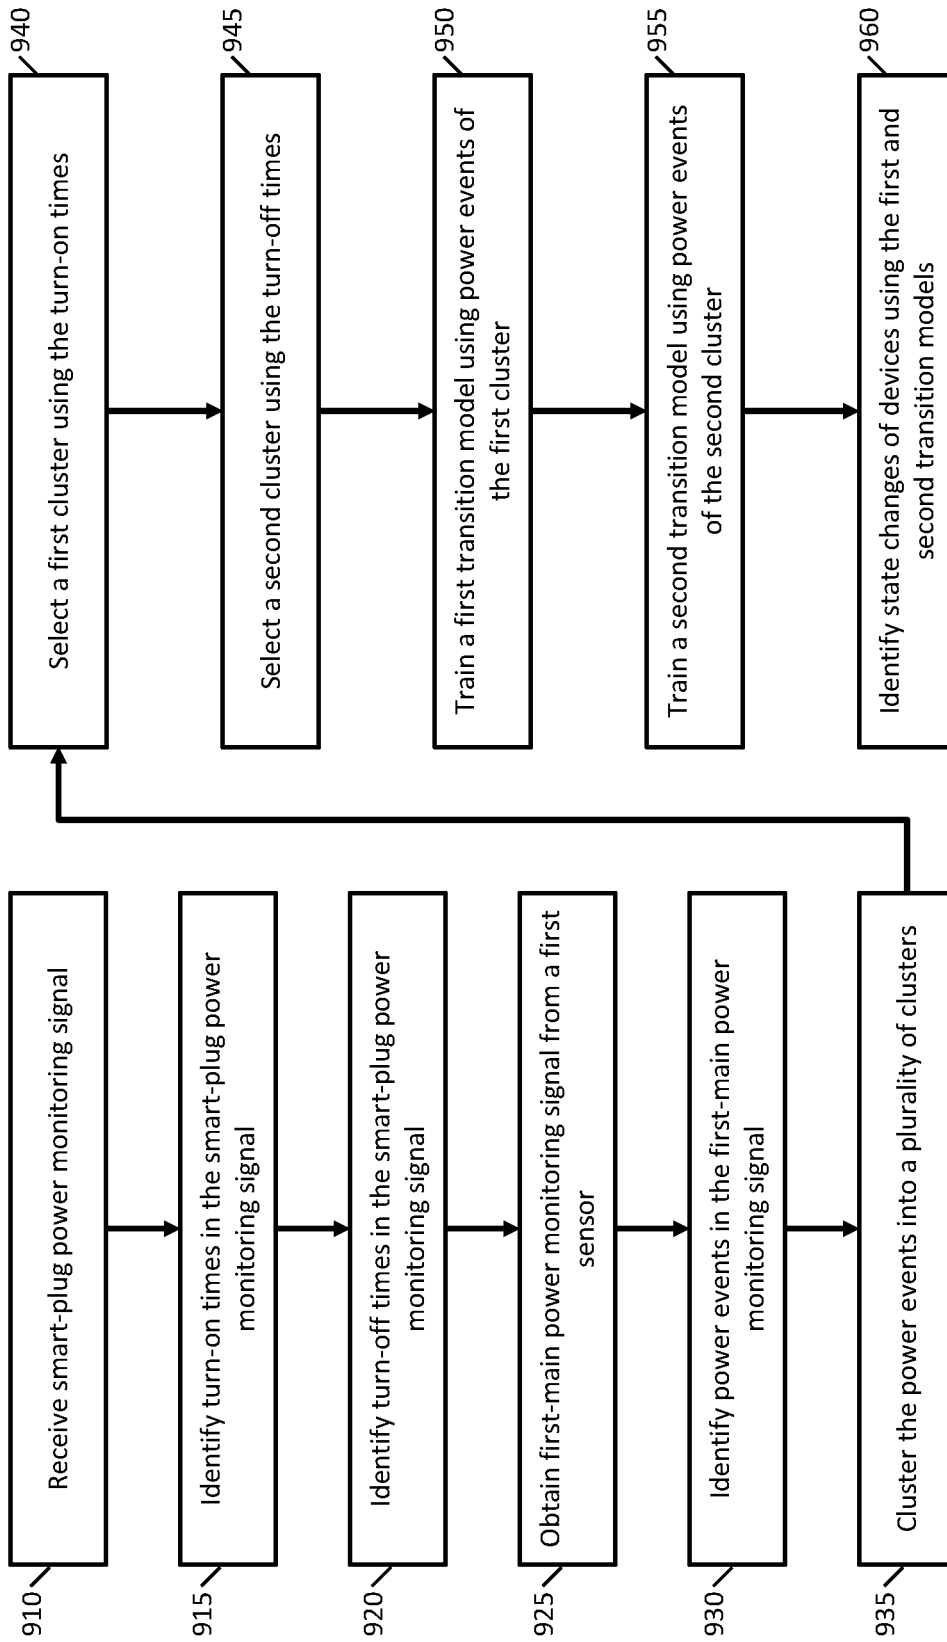 910
Receive smart-plug power monitoring signal
915
Identify turn-on times in the smart-plug power
monitoring signal
920
Identify turn-off times in the smart-plug power
monitoring signal
925
Obtain first-main power monitoring signal from a first
sensor
930
Identify power events in the first-main power
monitoring signal
935
Cluster the power events into a plurality of clusters
940
Select a first cluster using the turn-on times
945
Select a second cluster using the turn-off times
950
Train a first transition model using power events of
the first cluster
955
Train a second transition model using power events
of the second cluster
960
Identify state changes of devices using the first and
second transition models